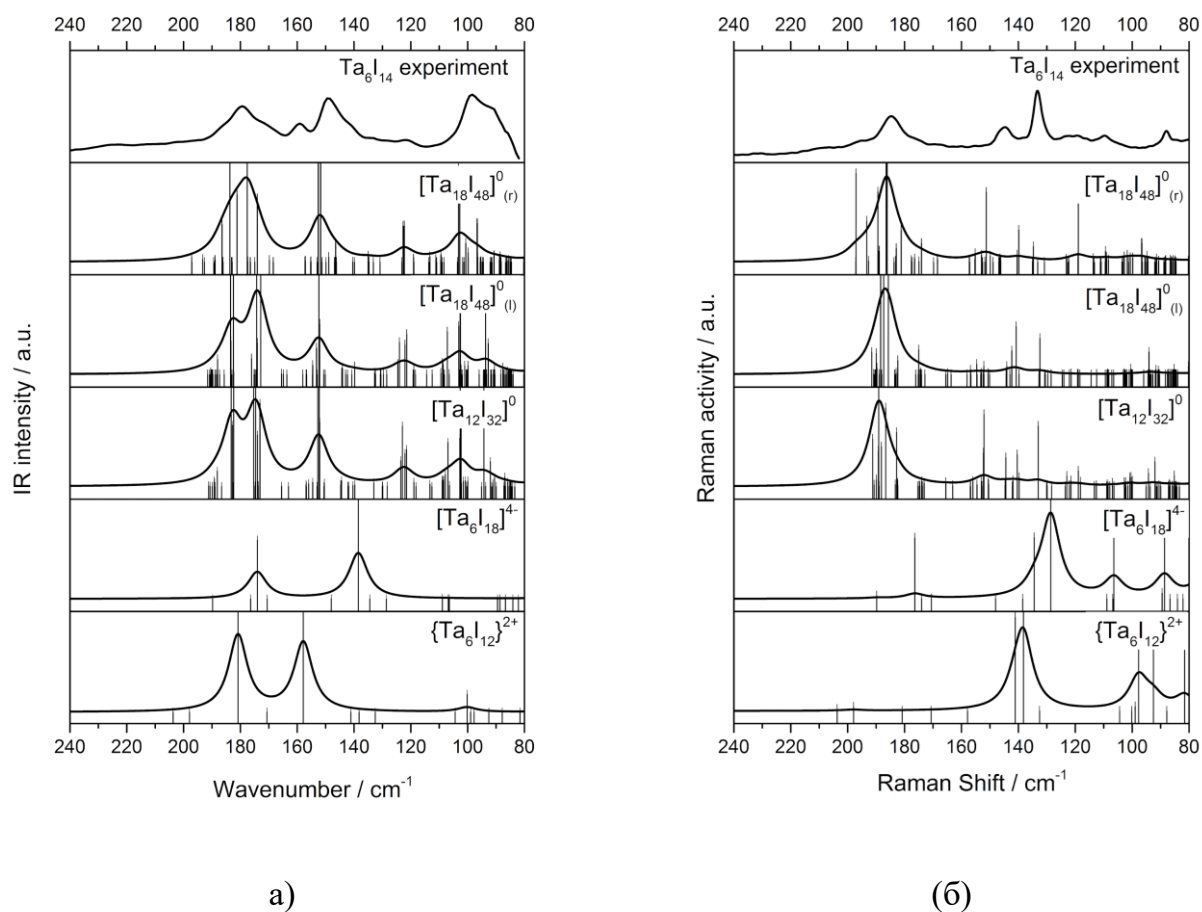 240 220 200 180 160 140 120 100 80
Ta₆I₁₄ experiment
[Ta₁₈I₄₈]⁰₍ᵣ₎
[Ta₁₈I₄₈]⁰₍ₗ₎
[Ta₁₂I₃₂]⁰
[Ta₆I₁₈]⁴⁻
{Ta₆I₁₂}²⁺
IR intensity / a.u.
240 220 200 180 160 140 120 100 80
Wavenumber / cm⁻¹
а)
240 220 200 180 160 140 120 100 80
Ta₆I₁₄ experiment
[Ta₁₈I₄₈]⁰₍ᵣ₎
[Ta₁₈I₄₈]⁰₍ₗ₎
[Ta₁₂I₃₂]⁰
[Ta₆I₁₈]⁴⁻
{Ta₆I₁₂}²⁺
Raman activity / a.u.
240 220 200 180 160 140 120 100 80
Raman Shift / cm⁻¹
(б)